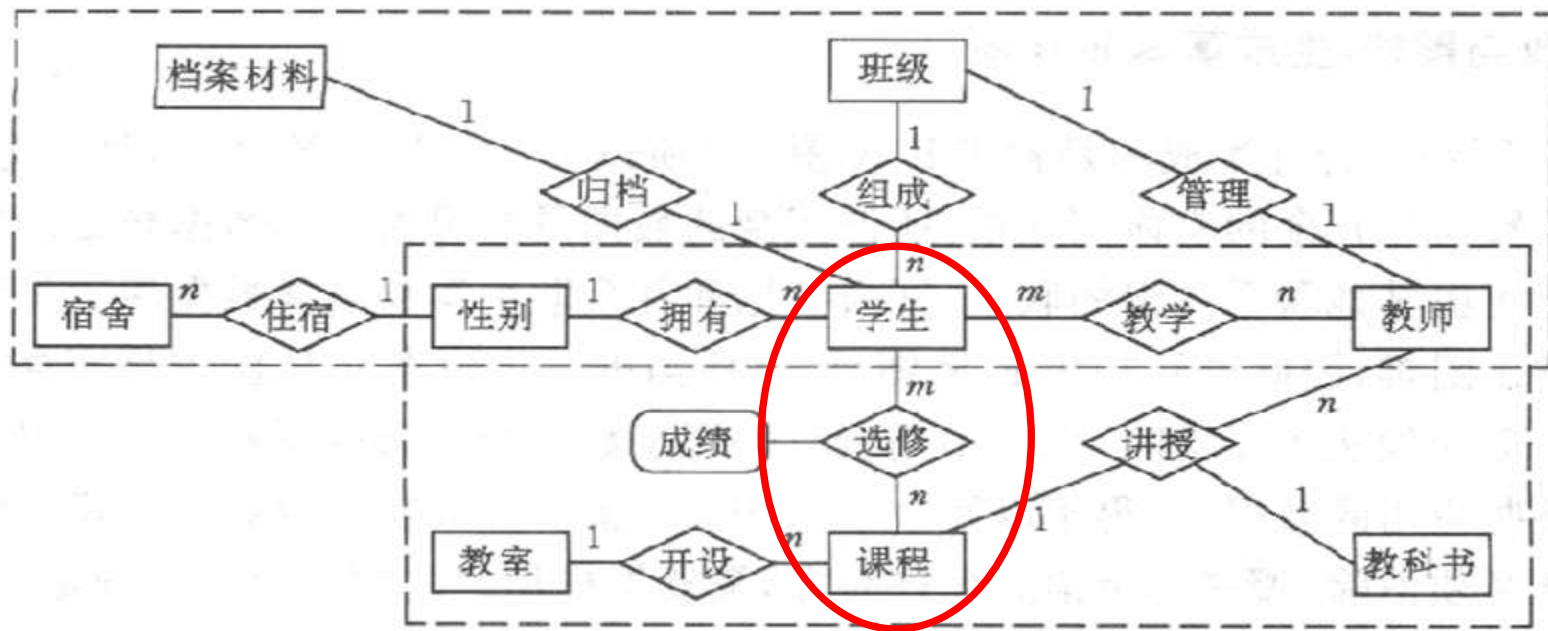 档案材料
班级
1
1
1
归档
组成
管理
1
1
n
宿舍
n
住宿
1
性别
1
拥有
n
学生
m
教学
n
教师
m
n
成绩
选修
讲授
n
1
1
教室
1
开设
n
课程
教科书